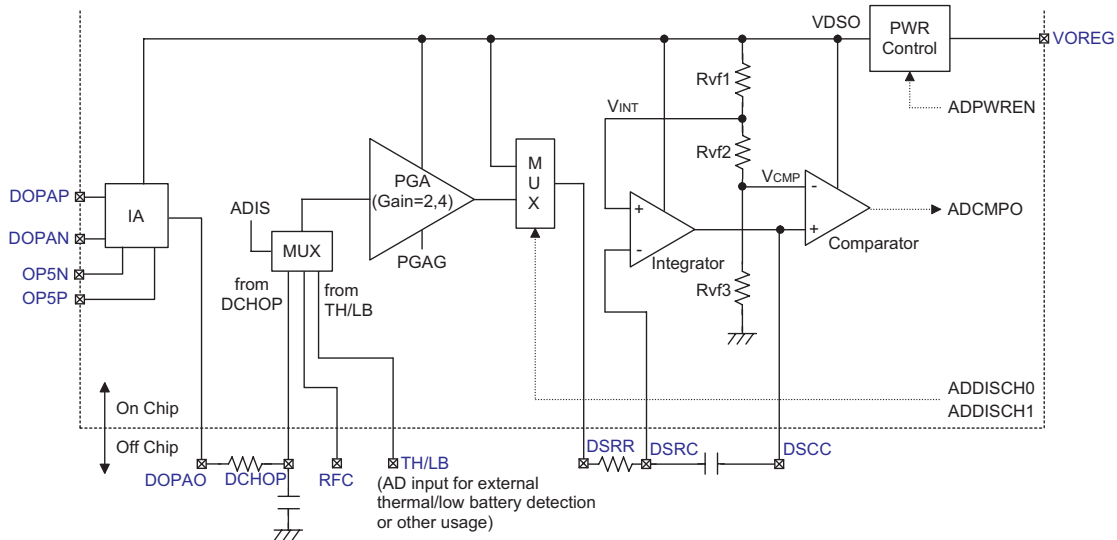 VDSO
PWR
Control
VOREG
ADPWREN
Rvf1
VINT
Rvf2
VCMP
Rvf3
DOPAP
DOPAN
OP5N
OP5P
IA
ADIS
MUX
from
DCHOP
from
TH/LB
PGA
(Gain=2,4)
PGAG
M
U
X
+
-
Integrator
-
+
Comparator
ADCMPO
ADDISCH0
ADDISCH1
On Chip
Off Chip
DOPAO
DCHOP
RFC
TH/LB
(AD input for external
thermal/low battery detection
or other usage)
DSRR
DSRC
DSCC